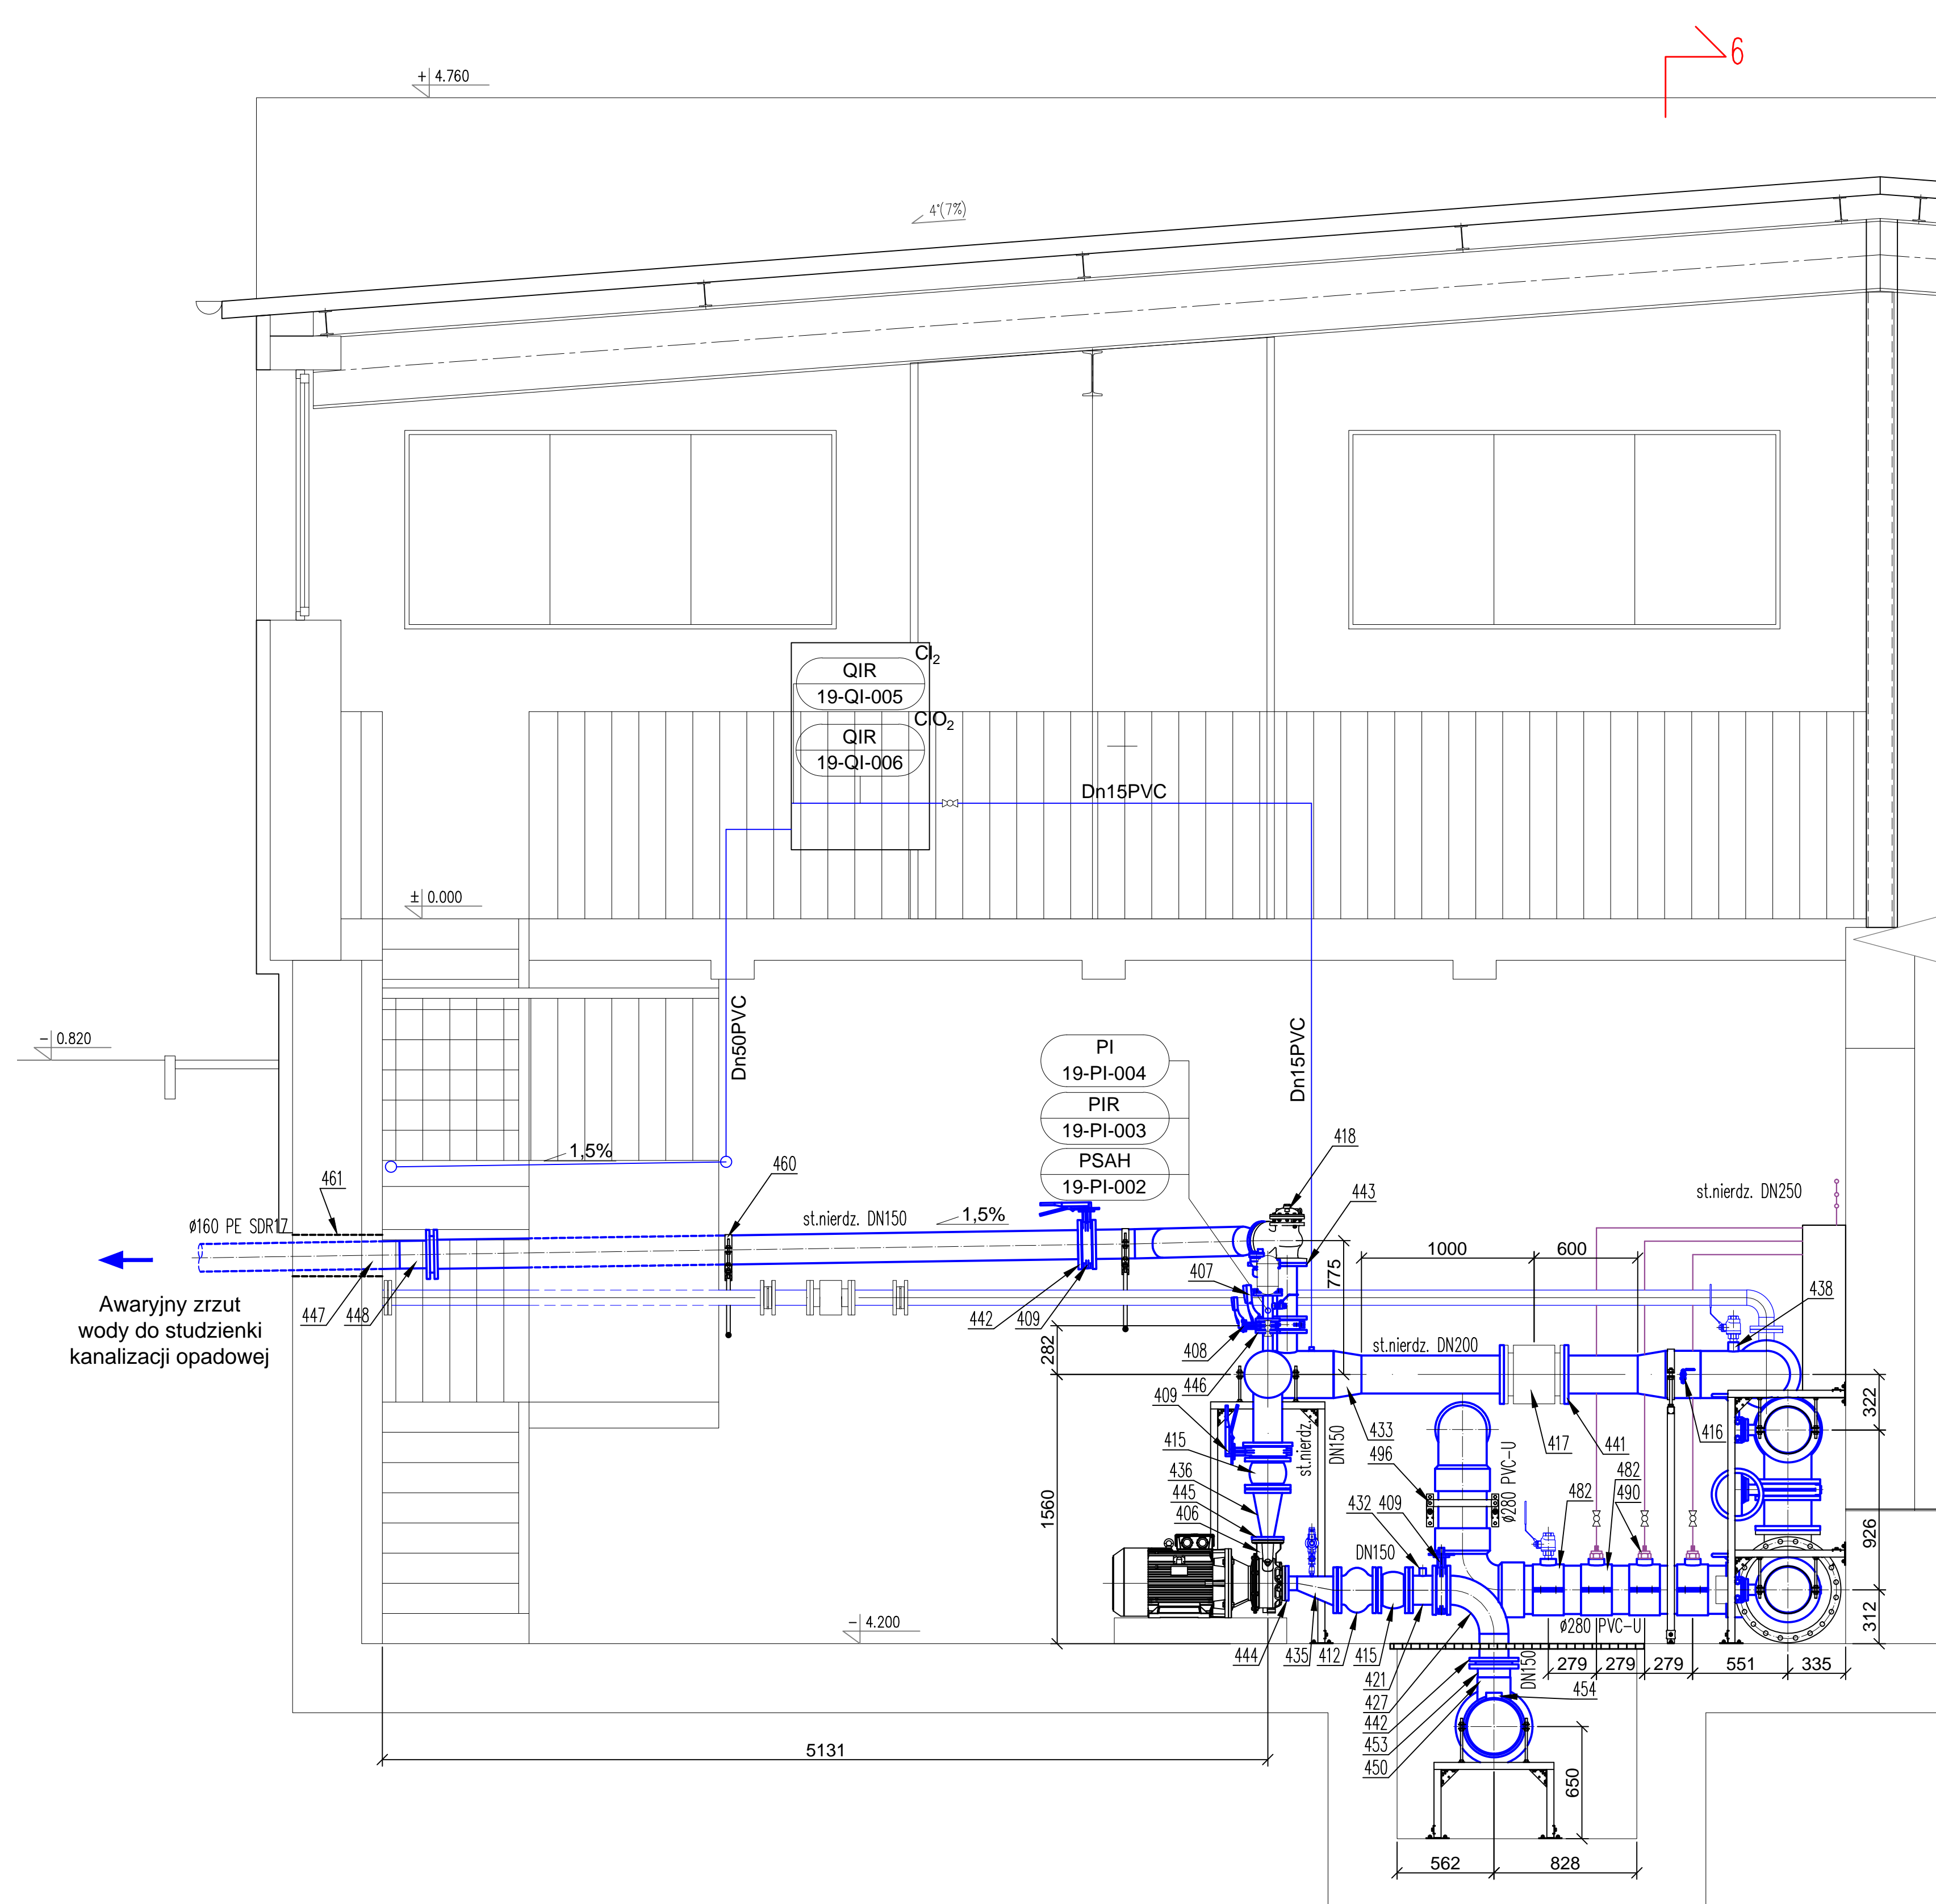 6
+ 4.760
4°(7%)
Cl2
QIR
19-QI-005
ClO2
QIR
19-QI-006
Dn15PVC
± 0.000
- 0.820
Dn50PVC
Dn15PVC
PI
19-PI-004
PIR
19-PI-003
PSAH
19-PI-002
418
1,5%
460
461
443
st.nierdz. DN250
ø160 PE SDR17
st.nierdz. DN150
1,5%
1000
600
775
407
438
Awaryjny zrzut
wody do studzienki
kanalizacji opadowej
447
448
442
409
408
282
st.nierdz. DN200
446
409
322
433
417
441
416
415
st.nierdz.
DN150
496
ø280 PVC-U
436
445
406
482
482
490
432
409
1560
926
DN150
- 4.200
ø280 PVC-U
312
444
435
412
415
279
279
279
551
335
421
DN150
427
454
442
453
450
5131
650
562
828